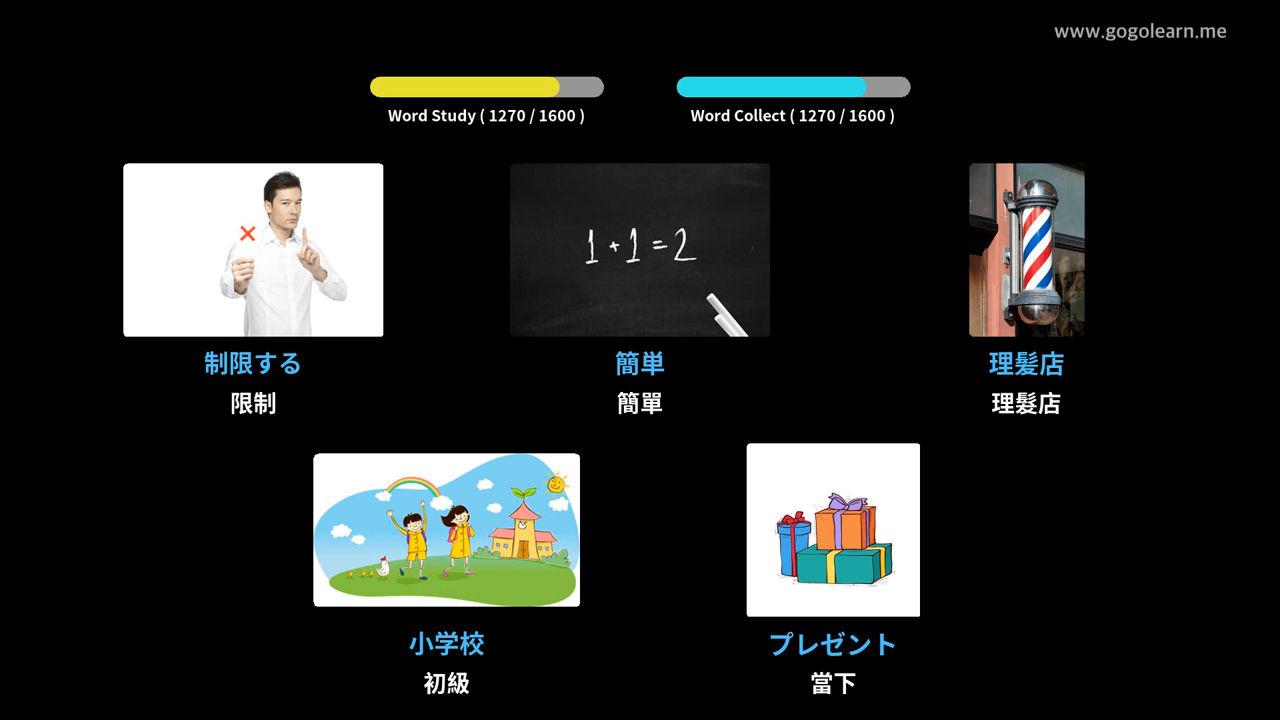 www.gogolearn.me
Word Study ( 1270 / 1600 )
Word Collect ( 1270 / 1600 )
1+1=2
制限する
限制
簡単
簡單
理髪店
理髮店
小学校
初級
プレゼント
當下